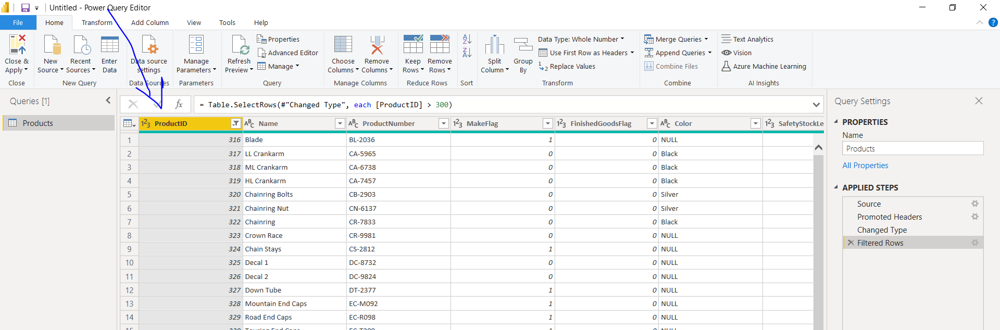 Untitled - Power Query Editor
File Home Transform Add Column View Tools Help
Close & Apply
Close
New Source
Recent Sources
Enter Data
New Query
Data source settings
Data Sources
Manage Parameters
Parameters
Refresh Preview
Properties
Advanced Editor
Manage
Query
Choose Columns
Remove Columns
Manage Columns
Keep Rows
Remove Rows
Reduce Rows
Sort
Split Column
Group By
Data Type: Whole Number
Use First Row as Headers
Replace Values
Transform
Merge Queries
Append Queries
Combine Files
Combine
Text Analytics
Vision
Azure Machine Learning
AI Insights
Queries [1]
Products
fx = Table.SelectRows(#"Changed Type", each [ProductID] > 300)
ProductID Name ProductNumber MakeFlag FinishedGoodsFlag Color SafetyStockLe
1 316 Blade BL-2036 1 0 NULL
2 317 LL Crankarm CA-5965 0 0 Black
3 318 ML Crankarm CA-6738 0 0 Black
4 319 HL Crankarm CA-7457 0 0 Black
5 320 Chainring Bolts CB-2903 0 0 Silver
6 321 Chainring Nut CN-6137 0 0 Silver
7 322 Chainring CR-7833 0 0 Black
8 323 Crown Race CR-9981 0 0 NULL
9 324 Chain Stays CS-2812 1 0 NULL
10 325 Decal 1 DC-8732 0 0 NULL
11 326 Decal 2 DC-9824 0 0 NULL
12 327 Down Tube DT-2377 1 0 NULL
13 328 Mountain End Caps EC-M092 1 0 NULL
14 329 Road End Caps EC-R098 1 0 NULL
Query Settings
PROPERTIES
Name
Products
All Properties
APPLIED STEPS
Source
Promoted Headers
Changed Type
Filtered Rows